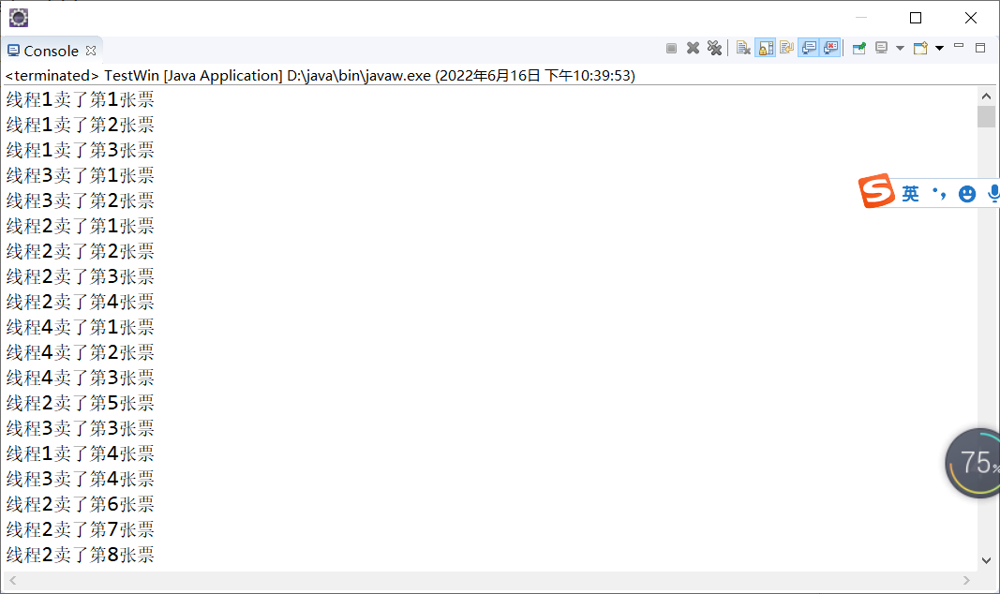 Console
<terminated> TestWin [Java Application] D:\java\bin\javaw.exe (2022年6月16日 下午10:39:53)
线程1卖了第1张票
线程1卖了第2张票
线程1卖了第3张票
线程3卖了第1张票
线程3卖了第2张票
线程2卖了第1张票
线程2卖了第2张票
线程2卖了第3张票
线程2卖了第4张票
线程4卖了第1张票
线程4卖了第2张票
线程4卖了第3张票
线程2卖了第5张票
线程3卖了第3张票
线程1卖了第4张票
线程3卖了第4张票
线程2卖了第6张票
线程2卖了第7张票
线程2卖了第8张票
S 英
75%